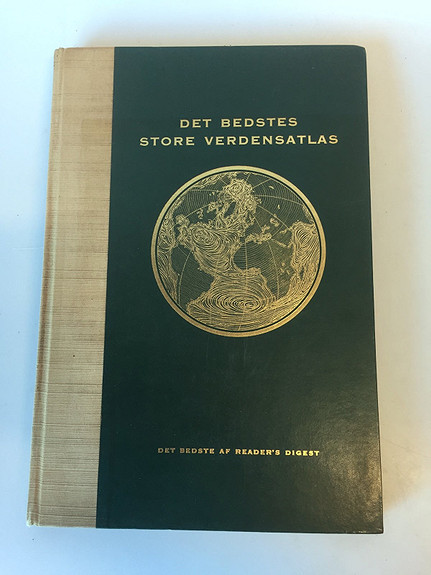 DET BEDSTES
STORE VERDENSATLAS
DET BEDSTE AF READER'S DIGEST